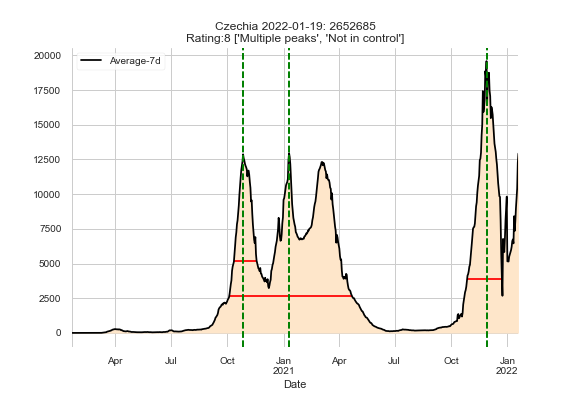 Czechia 2022-01-19: 2652685
Rating:8 ['Multiple peaks', 'Not in control']
Average-7d
20000
17500
15000
12500
10000
7500
5000
2500
0
Apr Jul Oct Jan Apr Jul Oct Jan
2021 2022
Date